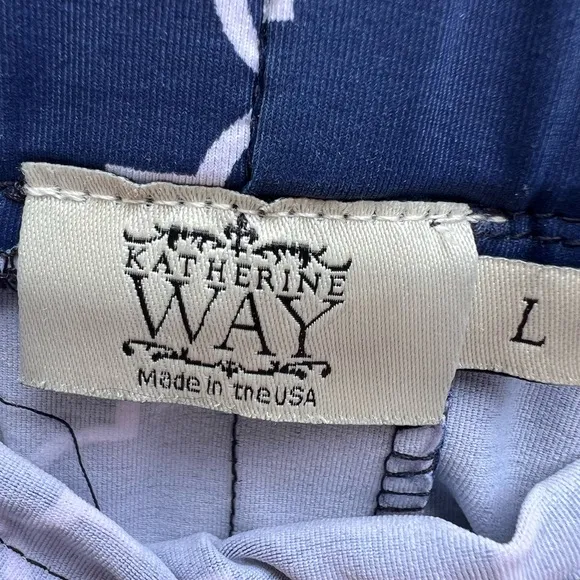 KATHERINE
WAY
Made in the USA
L